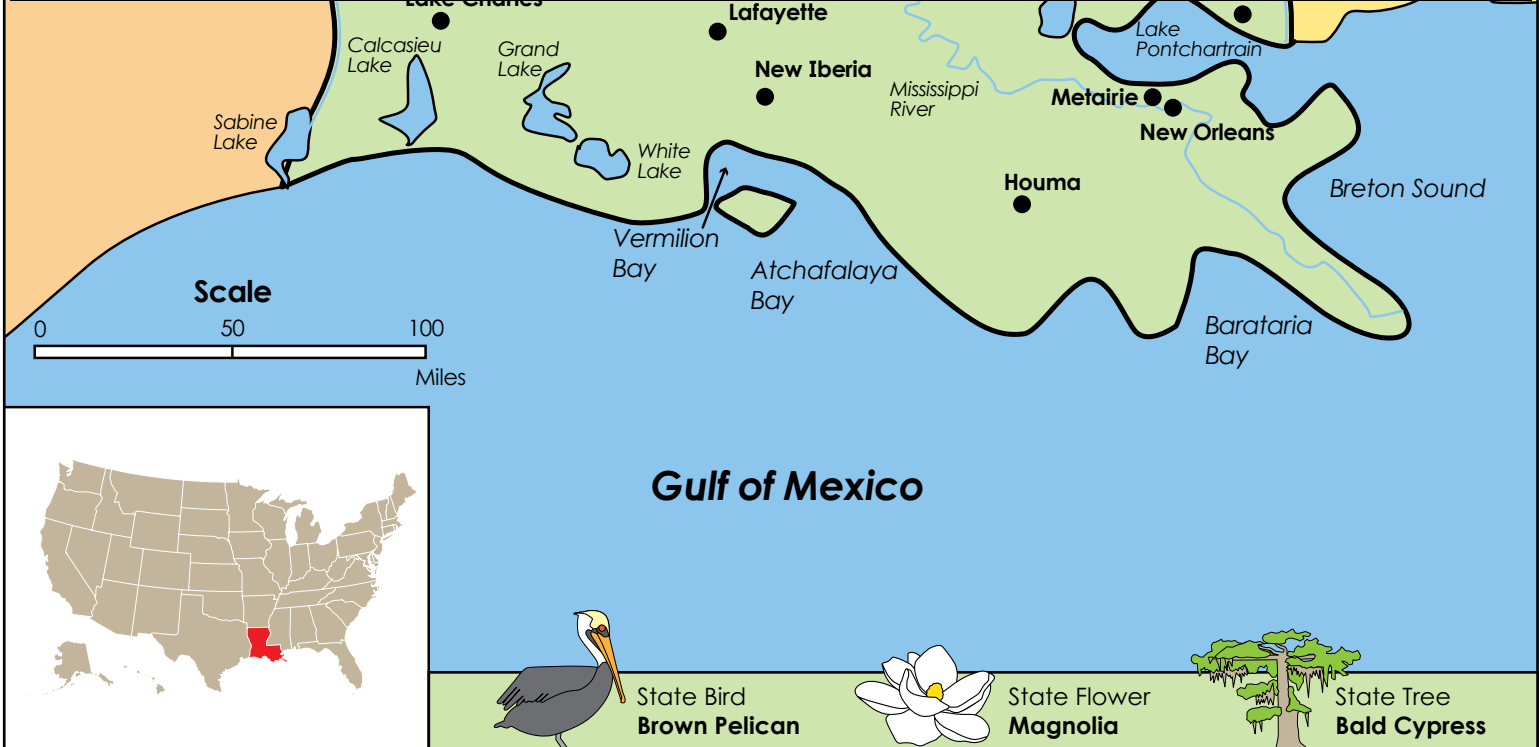 Lake Charles
Lafayette
Calcasieu
Lake
Grand
Lake
Lake
Pontchartrain
New Iberia
Mississippi
River
Metairie
New Orleans
Sabine
Lake
White
Lake
Houma
Breton Sound
Vermilion
Bay
Atchafalaya
Bay
Barataria
Bay
Scale
0 50 100
Miles
Gulf of Mexico
State Bird
Brown Pelican
State Flower
Magnolia
State Tree
Bald Cypress